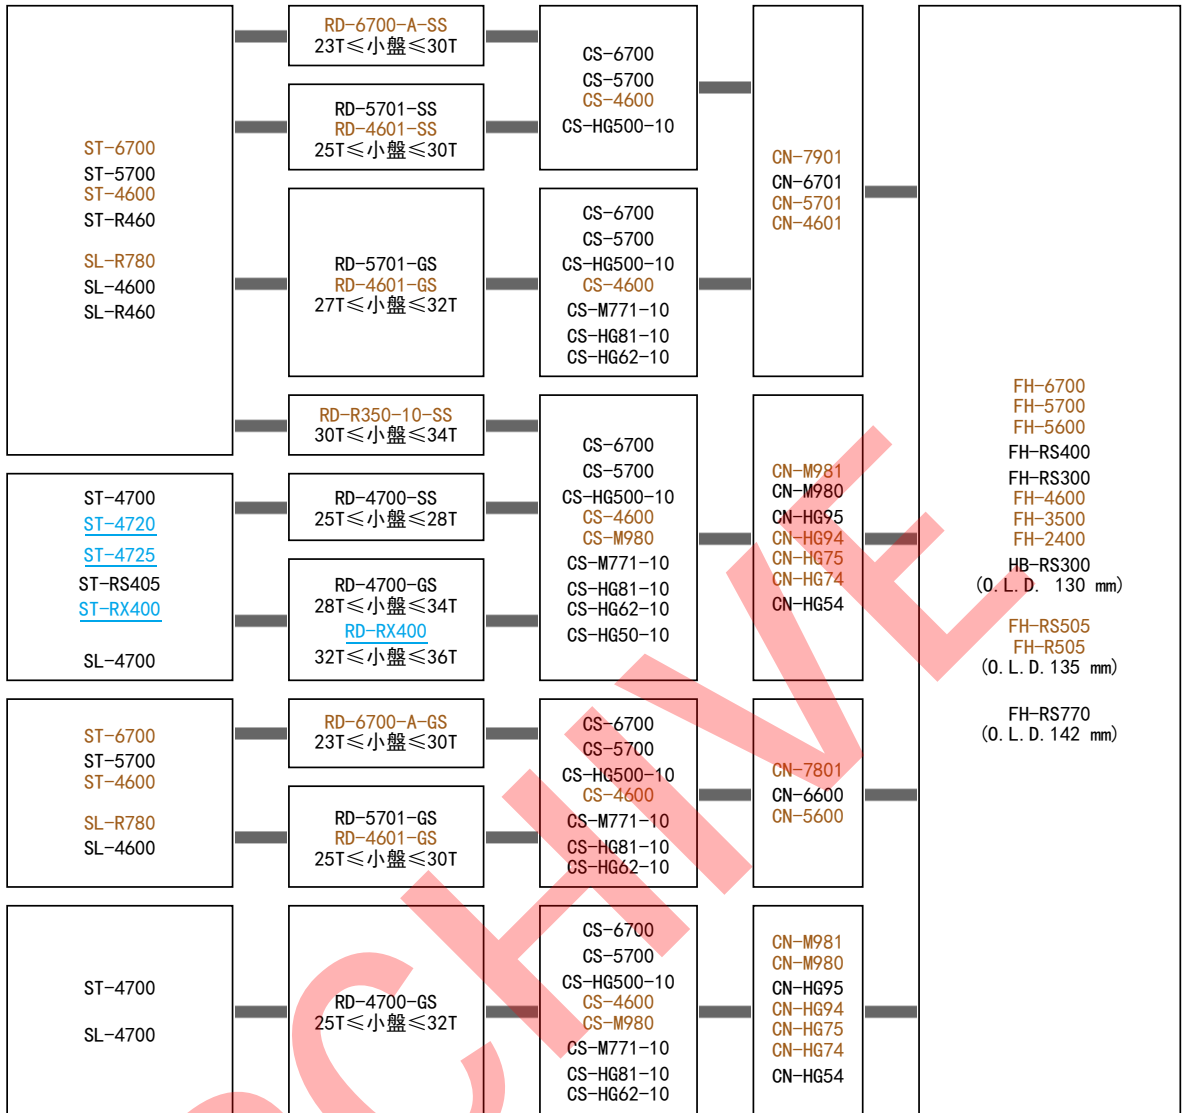 ST-6700
ST-5700
ST-4600
ST-R460
SL-R780
SL-4600
SL-R460
RD-6700-A-SS
23T≤小盤≤30T
RD-5701-SS
RD-4601-SS
25T≤小盤≤30T
CS-6700
CS-5700
CS-4600
CS-HG500-10
RD-5701-GS
RD-4601-GS
27T≤小盤≤32T
CS-6700
CS-5700
CS-HG500-10
CS-4600
CS-M771-10
CS-HG81-10
CS-HG62-10
CN-7901
CN-6701
CN-5701
CN-4601
RD-R350-10-SS
30T≤小盤≤34T
ST-4700
ST-4720
ST-4725
ST-RS405
ST-RX400
SL-4700
RD-4700-SS
25T≤小盤≤28T
RD-4700-GS
28T≤小盤≤34T
RD-RX400
32T≤小盤≤36T
CS-6700
CS-5700
CS-HG500-10
CS-4600
CS-M980
CS-M771-10
CS-HG81-10
CS-HG62-10
CS-HG50-10
CN-M981
CN-M980
CN-HG95
CN-HG94
CN-HG75
CN-HG74
CN-HG54
ST-6700
ST-5700
ST-4600
SL-R780
SL-4600
RD-6700-A-GS
23T≤小盤≤30T
RD-5701-GS
RD-4601-GS
25T≤小盤≤30T
CS-6700
CS-5700
CS-HG500-10
CS-4600
CS-M771-10
CS-HG81-10
CS-HG62-10
CN-7801
CN-6600
CN-5600
ST-4700
SL-4700
RD-4700-GS
25T≤小盤≤32T
CS-6700
CS-5700
CS-HG500-10
CS-4600
CS-M980
CS-M771-10
CS-HG81-10
CS-HG62-10
CN-M981
CN-M980
CN-HG95
CN-HG94
CN-HG75
CN-HG74
CN-HG54
FH-6700
FH-5700
FH-5600
FH-RS400
FH-RS300
FH-4600
FH-3500
FH-2400
HB-RS300
(O.L.D. 130 mm)
FH-RS505
FH-R505
(O.L.D.135 mm)
FH-RS770
(O.L.D.142 mm)
CHIVE